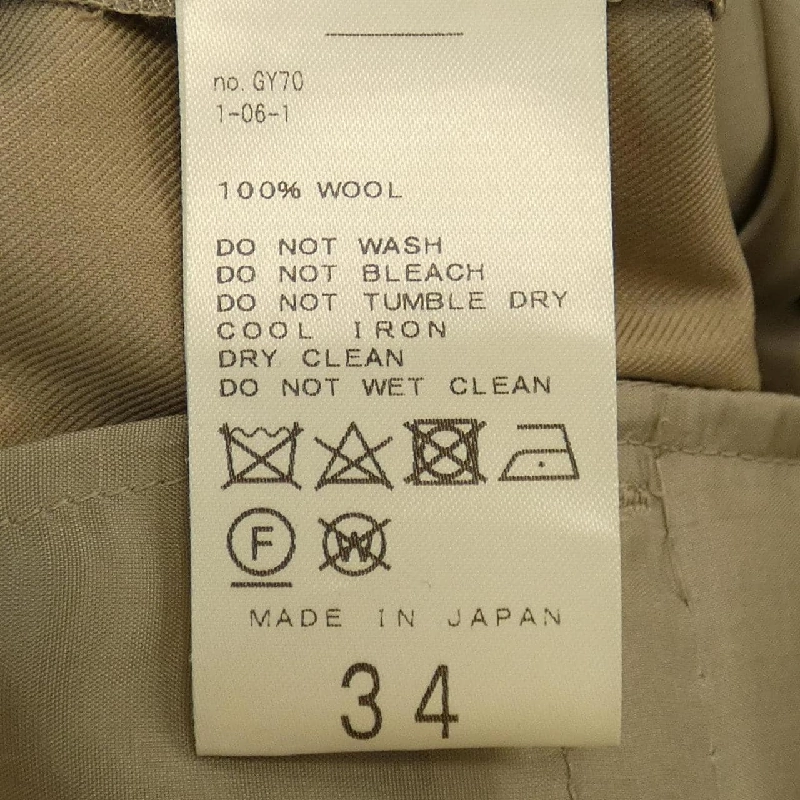 no. GY70
1-06-1
100% WOOL
DO NOT WASH
DO NOT BLEACH
DO NOT TUMBLE DRY
COOL IRON
DRY CLEAN
DO NOT WET CLEAN
F W
MADE IN JAPAN
34